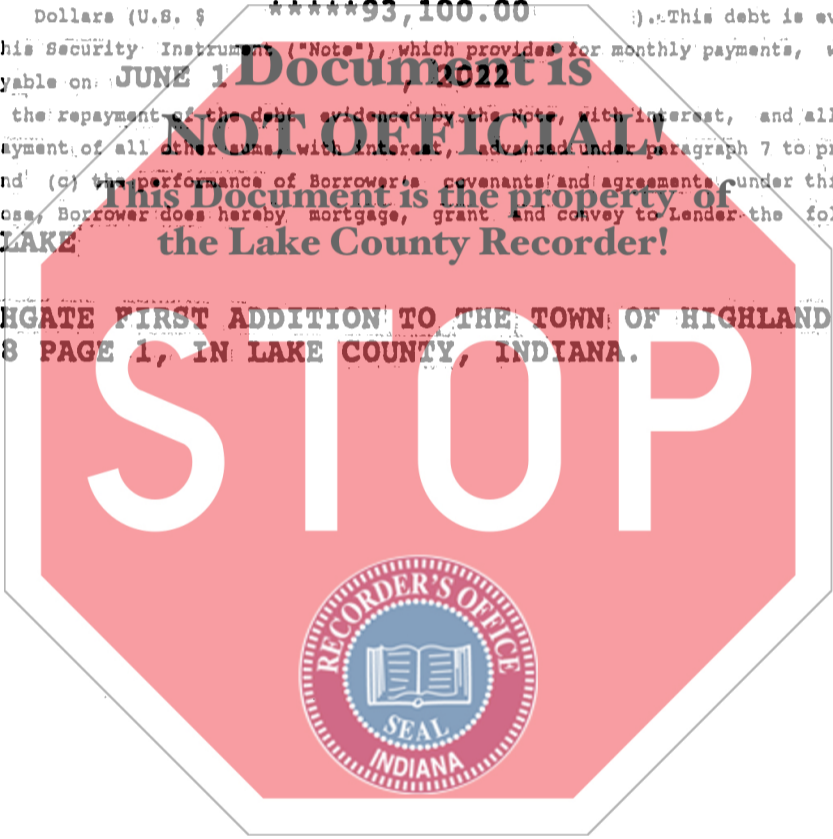 Dollars (U.S. $ *****93,100.00 ). This debt is ev
his Security Instrument ("Note"), which provides for monthly payments, w
yable on JUNE 1 , 2022
Document is
the repayment of the debt evidenced by the Note, with interest, and all
NOT OFFICIAL!
ayment of all other sums, with interest, advanced under paragraph 7 to pr
nd (c) the performance of Borrower's covenants and agreements under thi
This Document is the property of
ose, Borrower does hereby mortgage, grant and convey to Lender the fo
LAKE
the Lake County Recorder!
HGATE FIRST ADDITION TO THE TOWN OF HIGHLAND
8 PAGE 1, IN LAKE COUNTY, INDIANA.
STOP
RECORDER'S OFFICE
SEAL
INDIANA